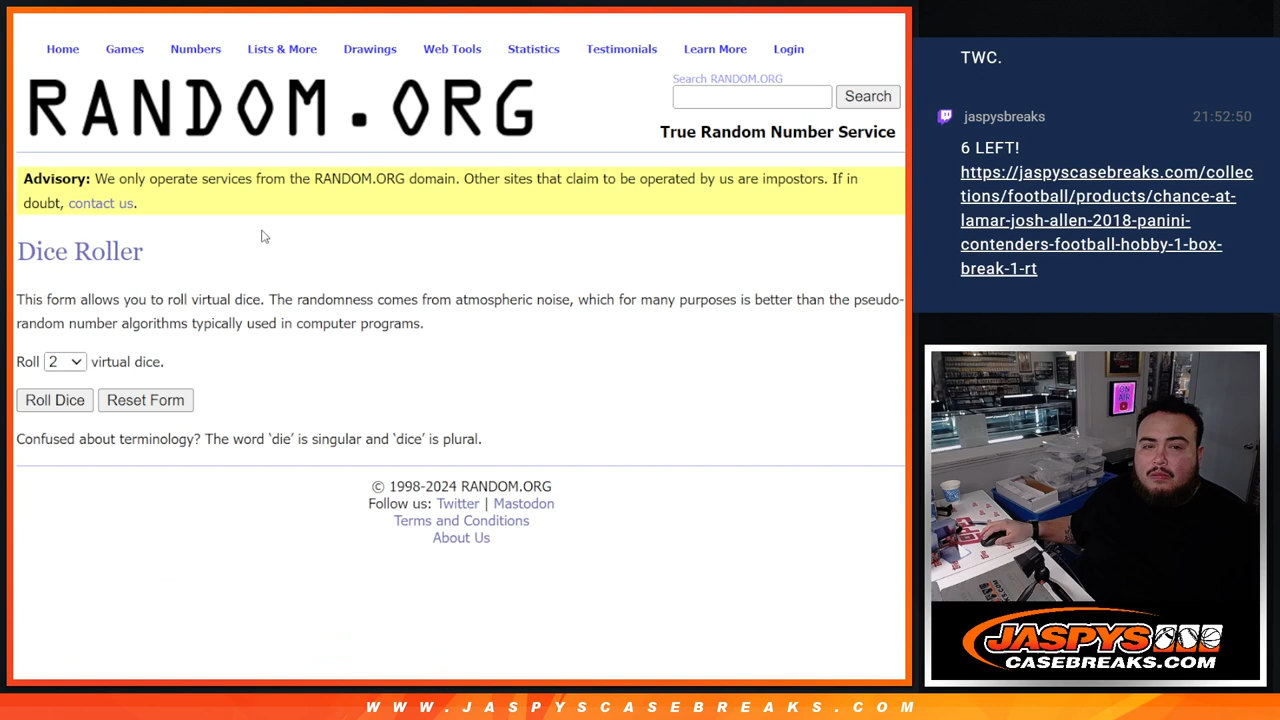 Home Games Numbers Lists & More Drawings Web Tools Statistics Testimonials Learn More Login
RANDOM.ORG
Search RANDOM.ORG
Search
True Random Number Service
Advisory: We only operate services from the RANDOM.ORG domain. Other sites that claim to be operated by us are impostors. If in
doubt, contact us.
Dice Roller
This form allows you to roll virtual dice. The randomness comes from atmospheric noise, which for many purposes is better than the pseudo-
random number algorithms typically used in computer programs.
Roll 2 virtual dice.
Roll Dice Reset Form
Confused about terminology? The word ‘die’ is singular and ‘dice’ is plural.
© 1998-2024 RANDOM.ORG
Follow us: Twitter | Mastodon
Terms and Conditions
About Us
TWC.
jaspysbreaks 21:52:50
6 LEFT!
https://jaspyscasebreaks.com/collec
tions/football/products/chance-at-
lamar-josh-allen-2018-panini-
contenders-football-hobby-1-box-
break-1-rt
ON
AIR
JASPYS
CASEBREAKS.COM
WWW.JASPYSCASEBREAKS.COM